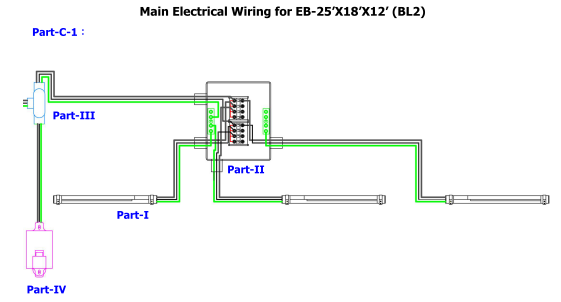 Main Electrical Wiring for EB-25'X18'X12' (BL2)
Part-C-1：
Part-III
Part-II
Part-I
Part-IV